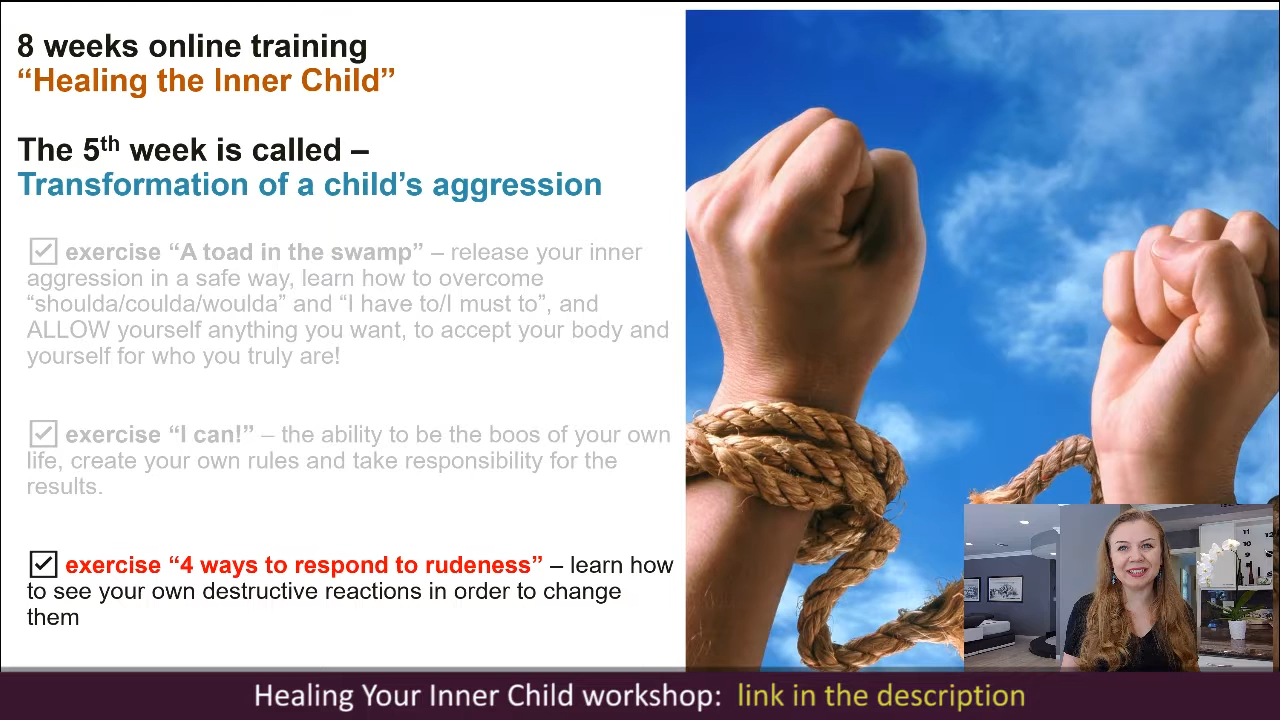 8 weeks online training
“Healing the Inner Child”
The 5th week is called –
Transformation of a child’s aggression
exercise “A toad in the swamp” – release your inner
aggression in a safe way, learn how to overcome
“shoulda/coulda/woulda” and “I have to/I must to”, and
ALLOW yourself anything you want, to accept your body and
yourself for who you truly are!
exercise “I can!” – the ability to be the boos of your own
life, create your own rules and take responsibility for the
results.
exercise “4 ways to respond to rudeness” – learn how
to see your own destructive reactions in order to change
them
Healing Your Inner Child workshop: link in the description